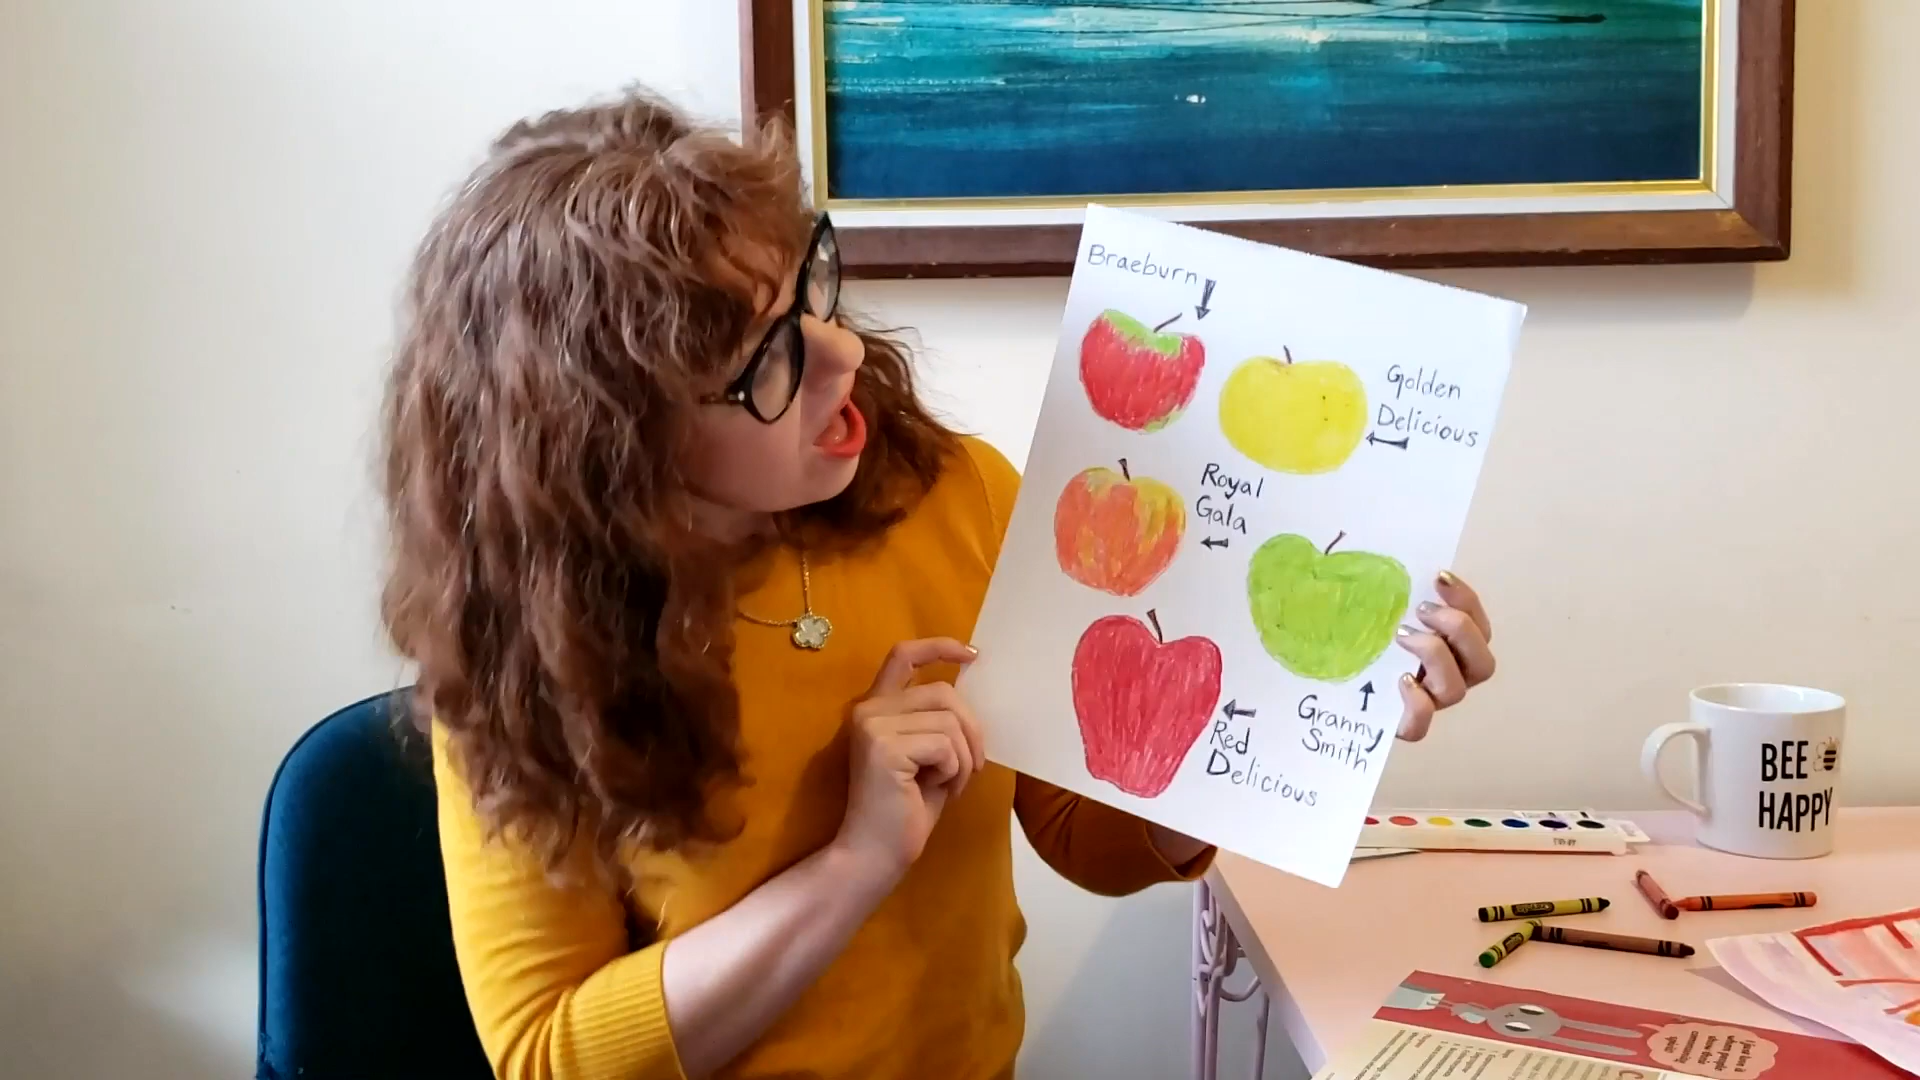 Braeburn
Golden
Delicious
Royal
Gala
Granny
Smith
Red
Delicious
BEE
HAPPY